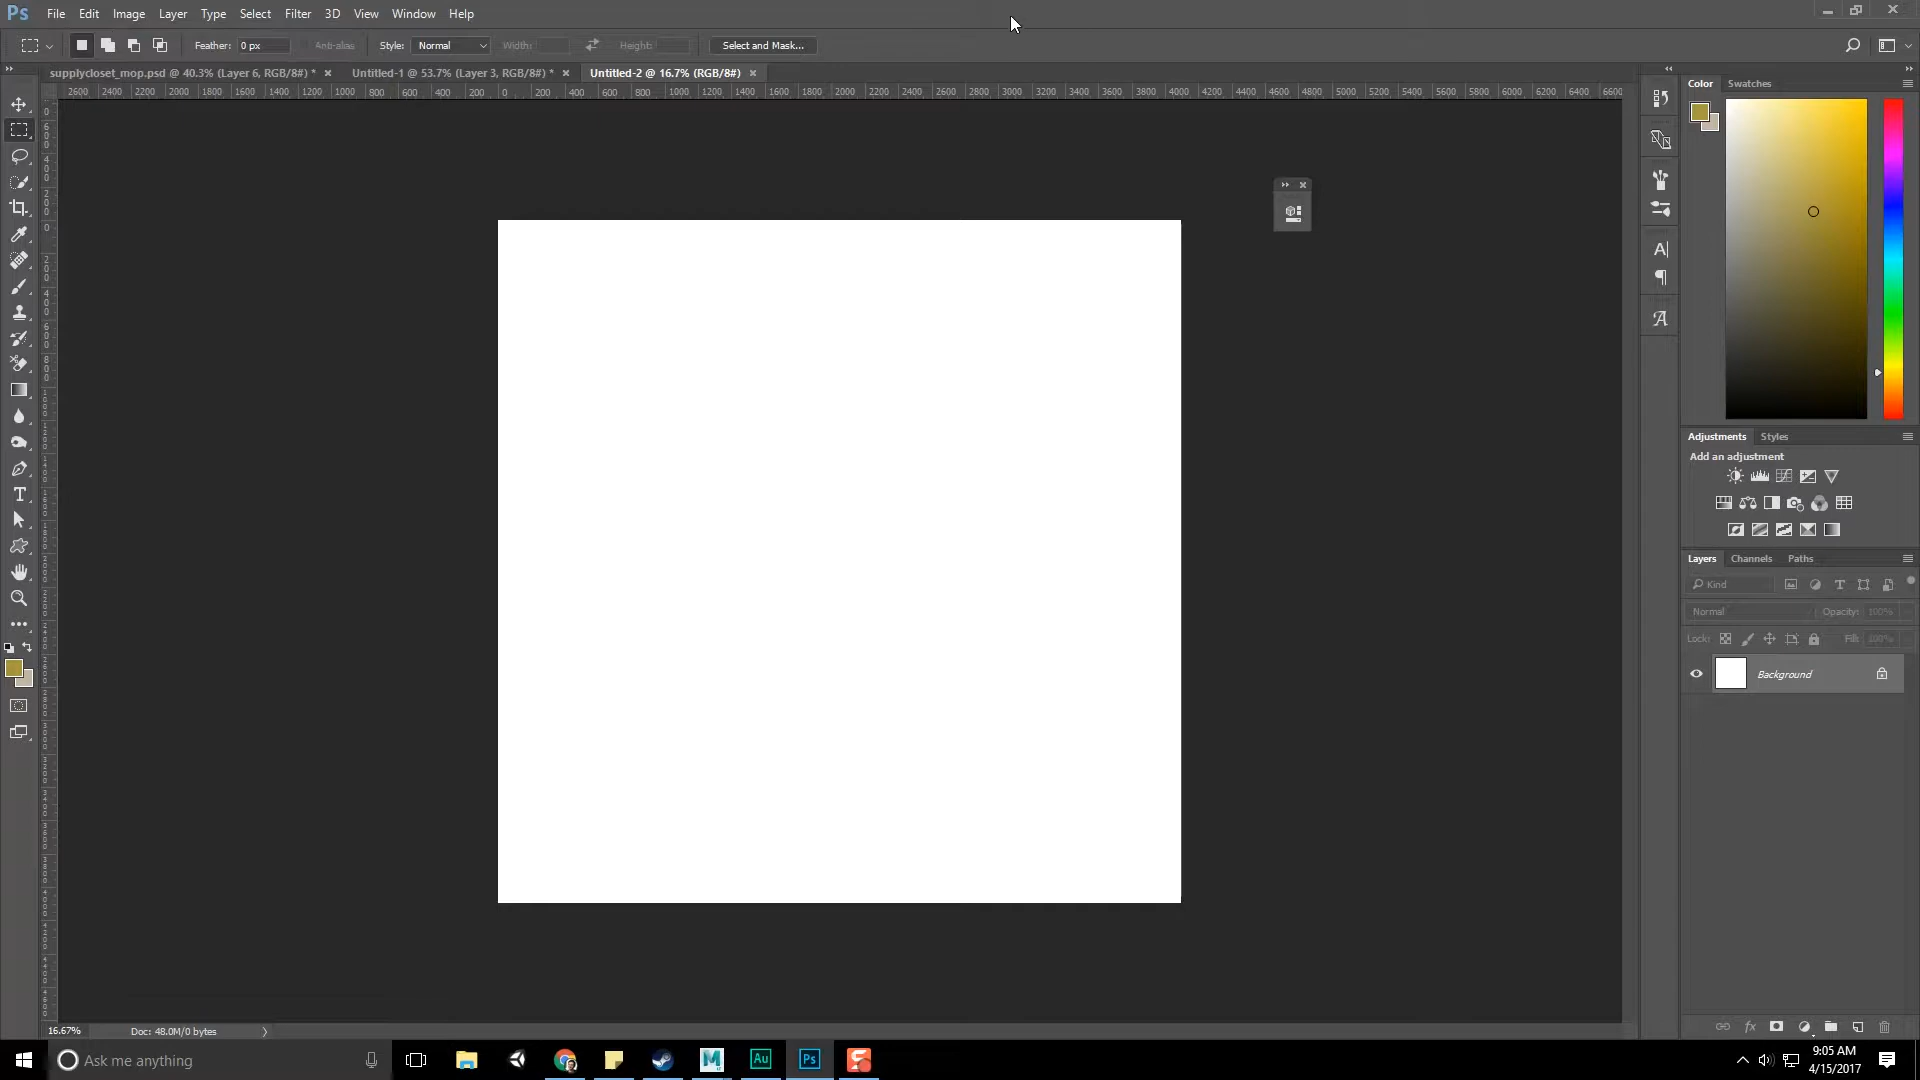 Ps File Edit Image Layer Type Select Filter 3D View Window Help
Feather: 0 px Anti-alias Style: Normal Width: Height: Select and Mask...
supplycloset_mop.psd @ 40.3% (Layer 6, RGB/8#) * Untitled-1 @ 53.7% (Layer 3, RGB/8#) * Untitled-2 @ 16.7% (RGB/8#)
2600 2400 2200 2000 1800 1600 1400 1200 1000 800 600 400 200 0 200 400 600 800 1000 1200 1400 1600 1800 2000 2200 2400 2600 2800 3000 3200 3400 3600 3800 4000 4200 4400 4600 4800 5000 5200 5400 5600 5800 6000 6200 6400 6600
Color Swatches
Adjustments Styles
Add an adjustment
Layers Channels Paths
Kind
Normal Opacity: 100%
Lock: Fill: 100%
Background
16.67% Doc: 48.0M/0 bytes
Ask me anything
Au Ps
9:05 AM
4/15/2017